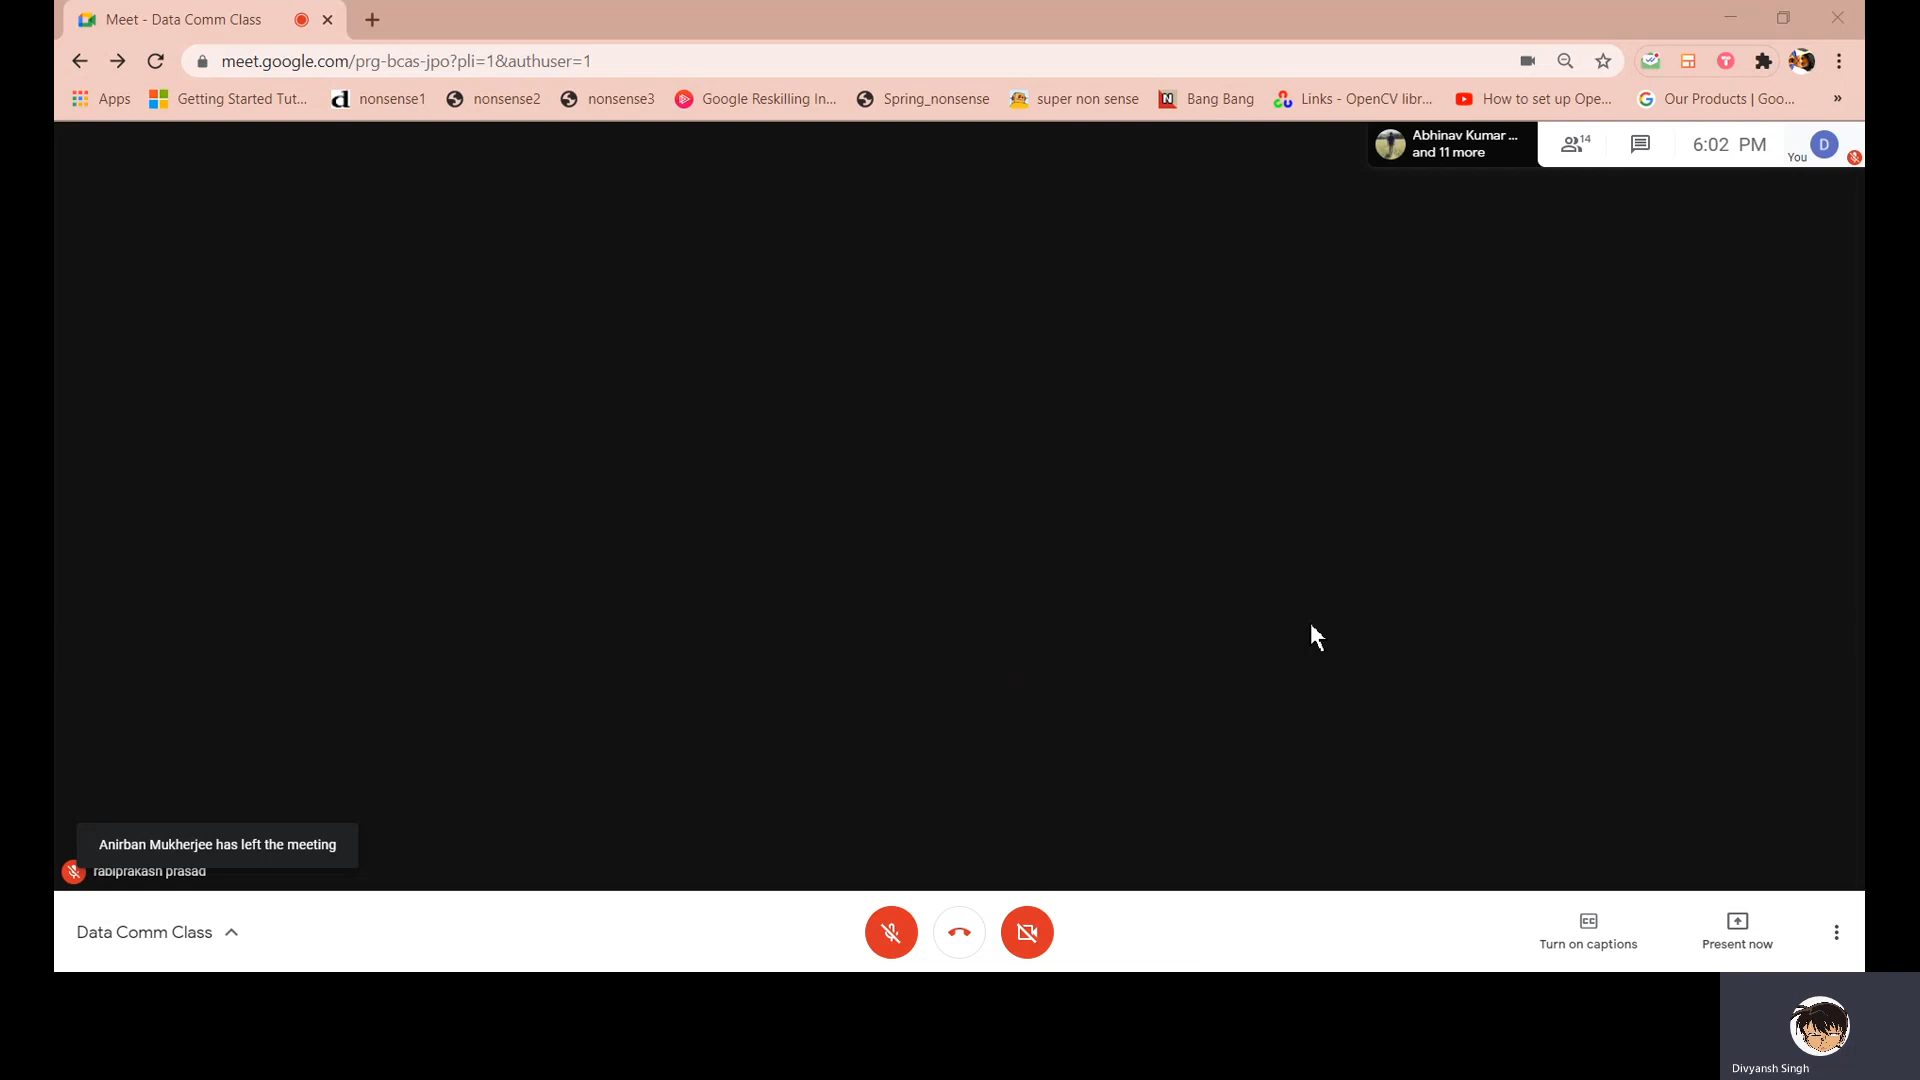 Meet - Data Comm Class
meet.google.com/prg-bcas-jpo?pli=1&authuser=1
Apps
Getting Started Tut...
nonsense1
nonsense2
nonsense3
Google Reskilling In...
Spring_nonsense
super non sense
Bang Bang
Links - OpenCV libr...
How to set up Ope...
Our Products | Goo...
»
Abhinav Kumar ...
and 11 more
14
6:02 PM
You
D
Anirban Mukherjee has left the meeting
rabiprakash prasad
Data Comm Class
Turn on captions
Present now
Divyansh Singh